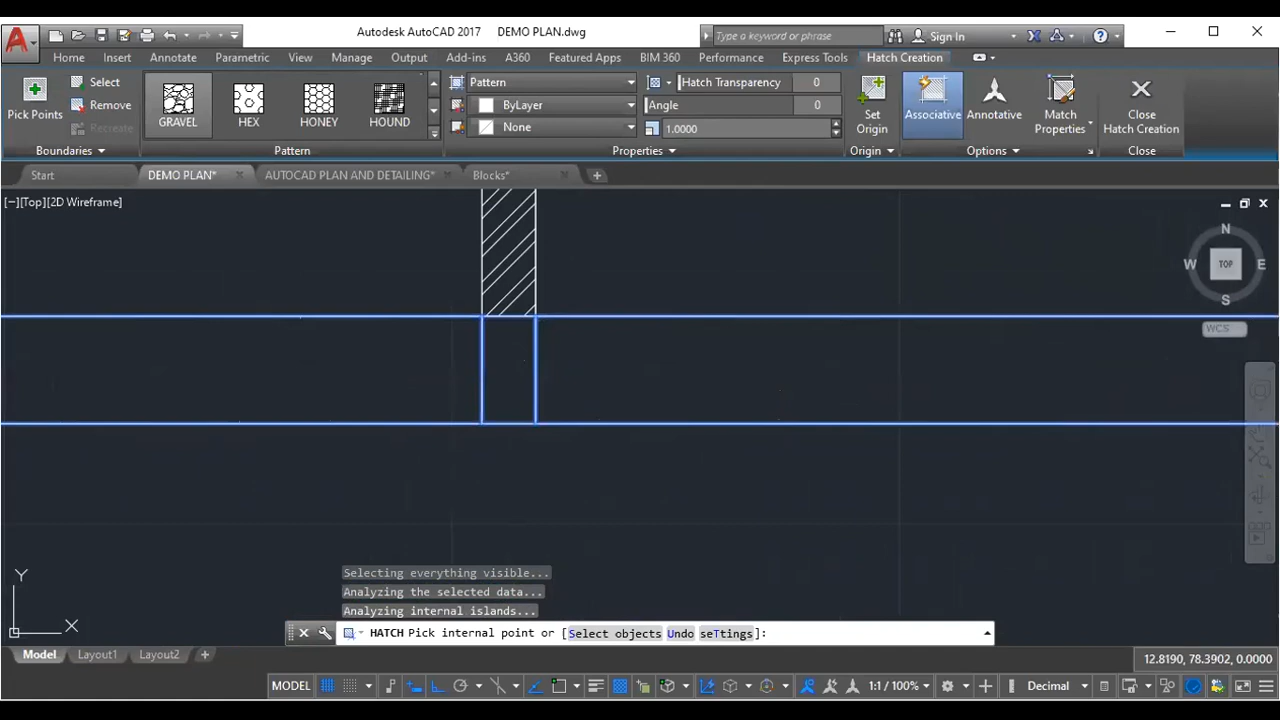 Autodesk AutoCAD 2017 DEMO PLAN.dwg
Type a keyword or phrase
Sign In
Home Insert Annotate Parametric View Manage Output Add-ins A360 Featured Apps BIM 360 Performance Express Tools Hatch Creation
Pick Points
Select
Remove
Recreate
Boundaries
GRAVEL HEX HONEY HOUND
Pattern
Pattern
ByLayer
None
Hatch Transparency 0
Angle 0
1.0000
Properties
Set Origin
Origin
Associative Annotative Match Properties
Options
Close Hatch Creation
Close
Start DEMO PLAN* AUTOCAD PLAN AND DETAILING* Blocks*
[−][Top][2D Wireframe]
N
W TOP E
S
WCS
Selecting everything visible...
Analyzing the selected data...
Analyzing internal islands...
Y
X
HATCH Pick internal point or [Select objects Undo seTtings]:
Model Layout1 Layout2
12.8190, 78.3902, 0.0000
MODEL 1:1 / 100% Decimal